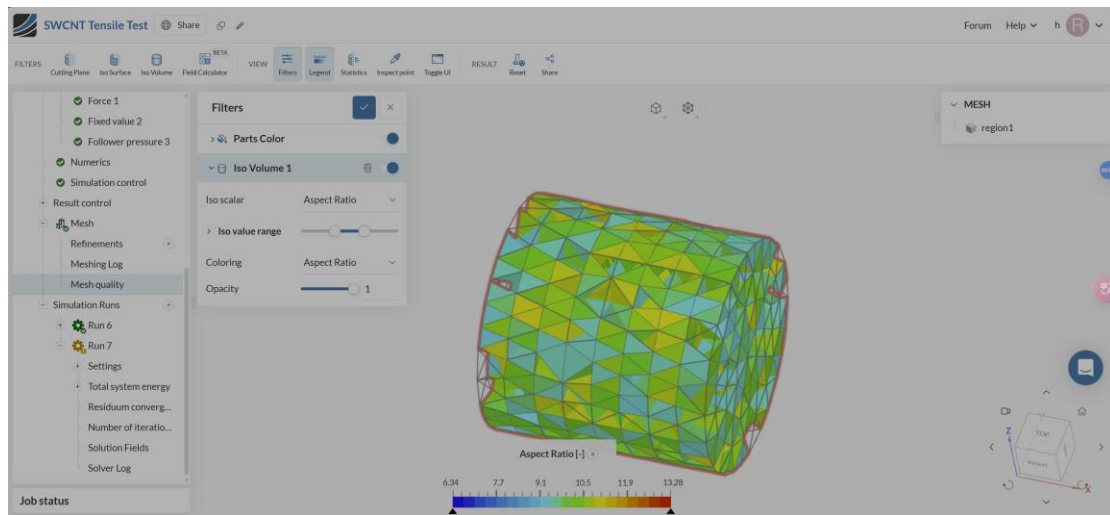 SWCNT Tensile Test Share Forum Help h R
FILTERS Cutting Plane Iso Surface Iso Volume Field Calculator BETA VIEW Filters Legend Statistics Inspect point Toggle UI RESULT Reset Share
Force 1
Fixed value 2
Follower pressure 3
Numerics
Simulation control
Result control
Mesh
Refinements
Meshing Log
Mesh quality
Simulation Runs
Run 6
Run 7
Settings
Total system energy
Residuum converg...
Number of iteratio...
Solution Fields
Solver Log
Job status
Filters
Parts Color
Iso Volume 1
Iso scalar Aspect Ratio
Iso value range
Coloring Aspect Ratio
Opacity 1
MESH
region1
Aspect Ratio [-]
6.34 7.7 9.1 10.5 11.9 13.28
Z
Y
TOP
X